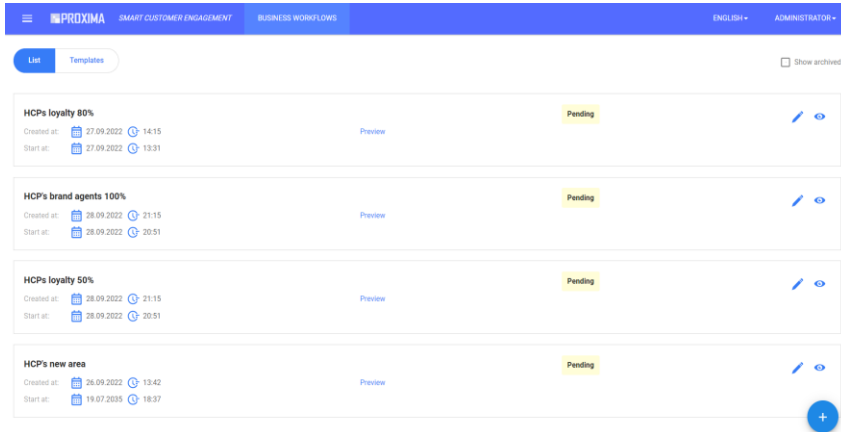 PROXIMA SMART CUSTOMER ENGAGEMENT BUSINESS WORKFLOWS ENGLISH ADMINISTRATOR
List Templates Show archived
HCPs loyalty 80% Pending
Created at: 27.09.2022 14:15 Preview
Start at: 27.09.2022 13:31
HCP's brand agents 100% Pending
Created at: 28.09.2022 21:15 Preview
Start at: 28.09.2022 20:51
HCPs loyalty 50% Pending
Created at: 28.09.2022 21:15 Preview
Start at: 28.09.2022 20:51
HCP's new area Pending
Created at: 26.09.2022 13:42 Preview
Start at: 19.07.2035 18:37
+